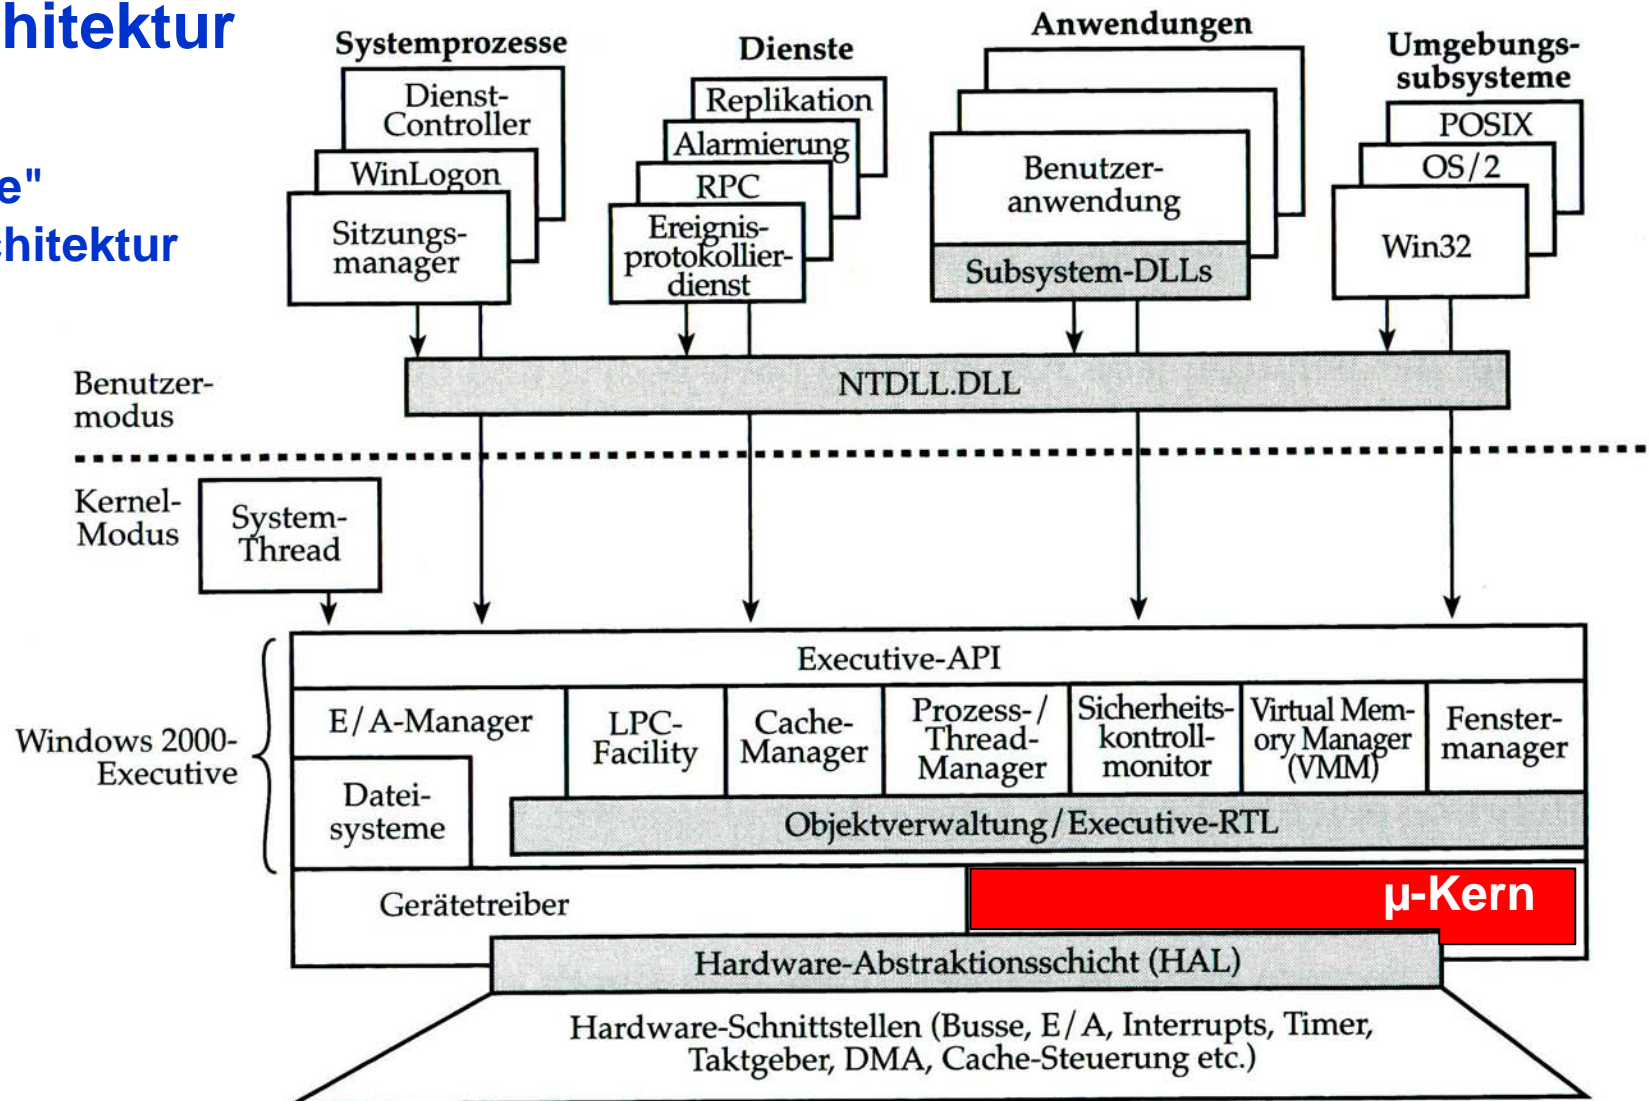 hitektur
e"
hitektur
Systemprozesse
Dienst-
Controller
WinLogon
Sitzungs-
manager
Dienste
Replikation
Alarmierung
RPC
Ereignis-
protokollier-
dienst
Anwendungen
Benutzer-
anwendung
Subsystem-DLLs
Umgebungs-
subsysteme
POSIX
OS/2
Win32
NTDLL.DLL
Benutzer-
modus
Kernel-
Modus
System-
Thread
Windows 2000-
Executive
Executive-API
E/A-Manager
Datei-
systeme
LPC-
Facility
Cache-
Manager
Prozess-/
Thread-
Manager
Sicherheits-
kontroll-
monitor
Virtual Mem-
ory Manager
(VMM)
Fenster-
manager
Objektverwaltung/Executive-RTL
Gerätetreiber
µ-Kern
Hardware-Abstraktionsschicht (HAL)
Hardware-Schnittstellen (Busse, E/A, Interrupts, Timer,
Taktgeber, DMA, Cache-Steuerung etc.)